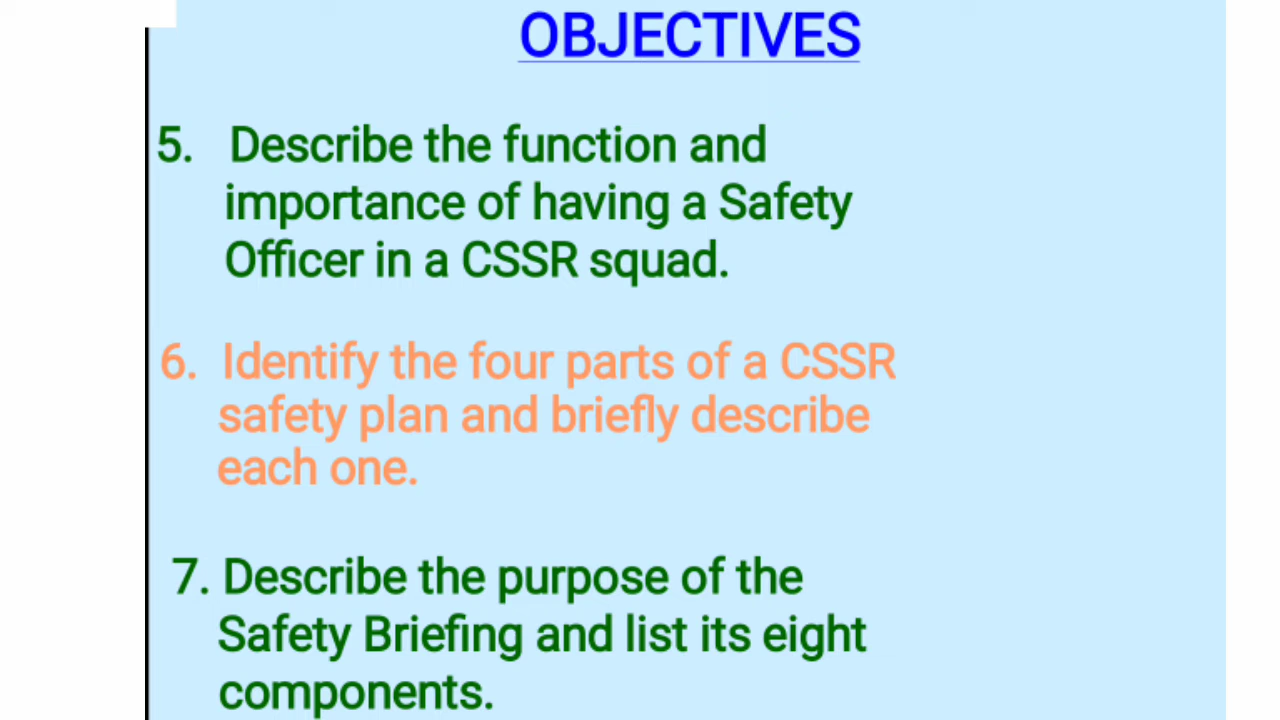 OBJECTIVES
5. Describe the function and
importance of having a Safety
Officer in a CSSR squad.
6. Identify the four parts of a CSSR
safety plan and briefly describe
each one.
7. Describe the purpose of the
Safety Briefing and list its eight
components.